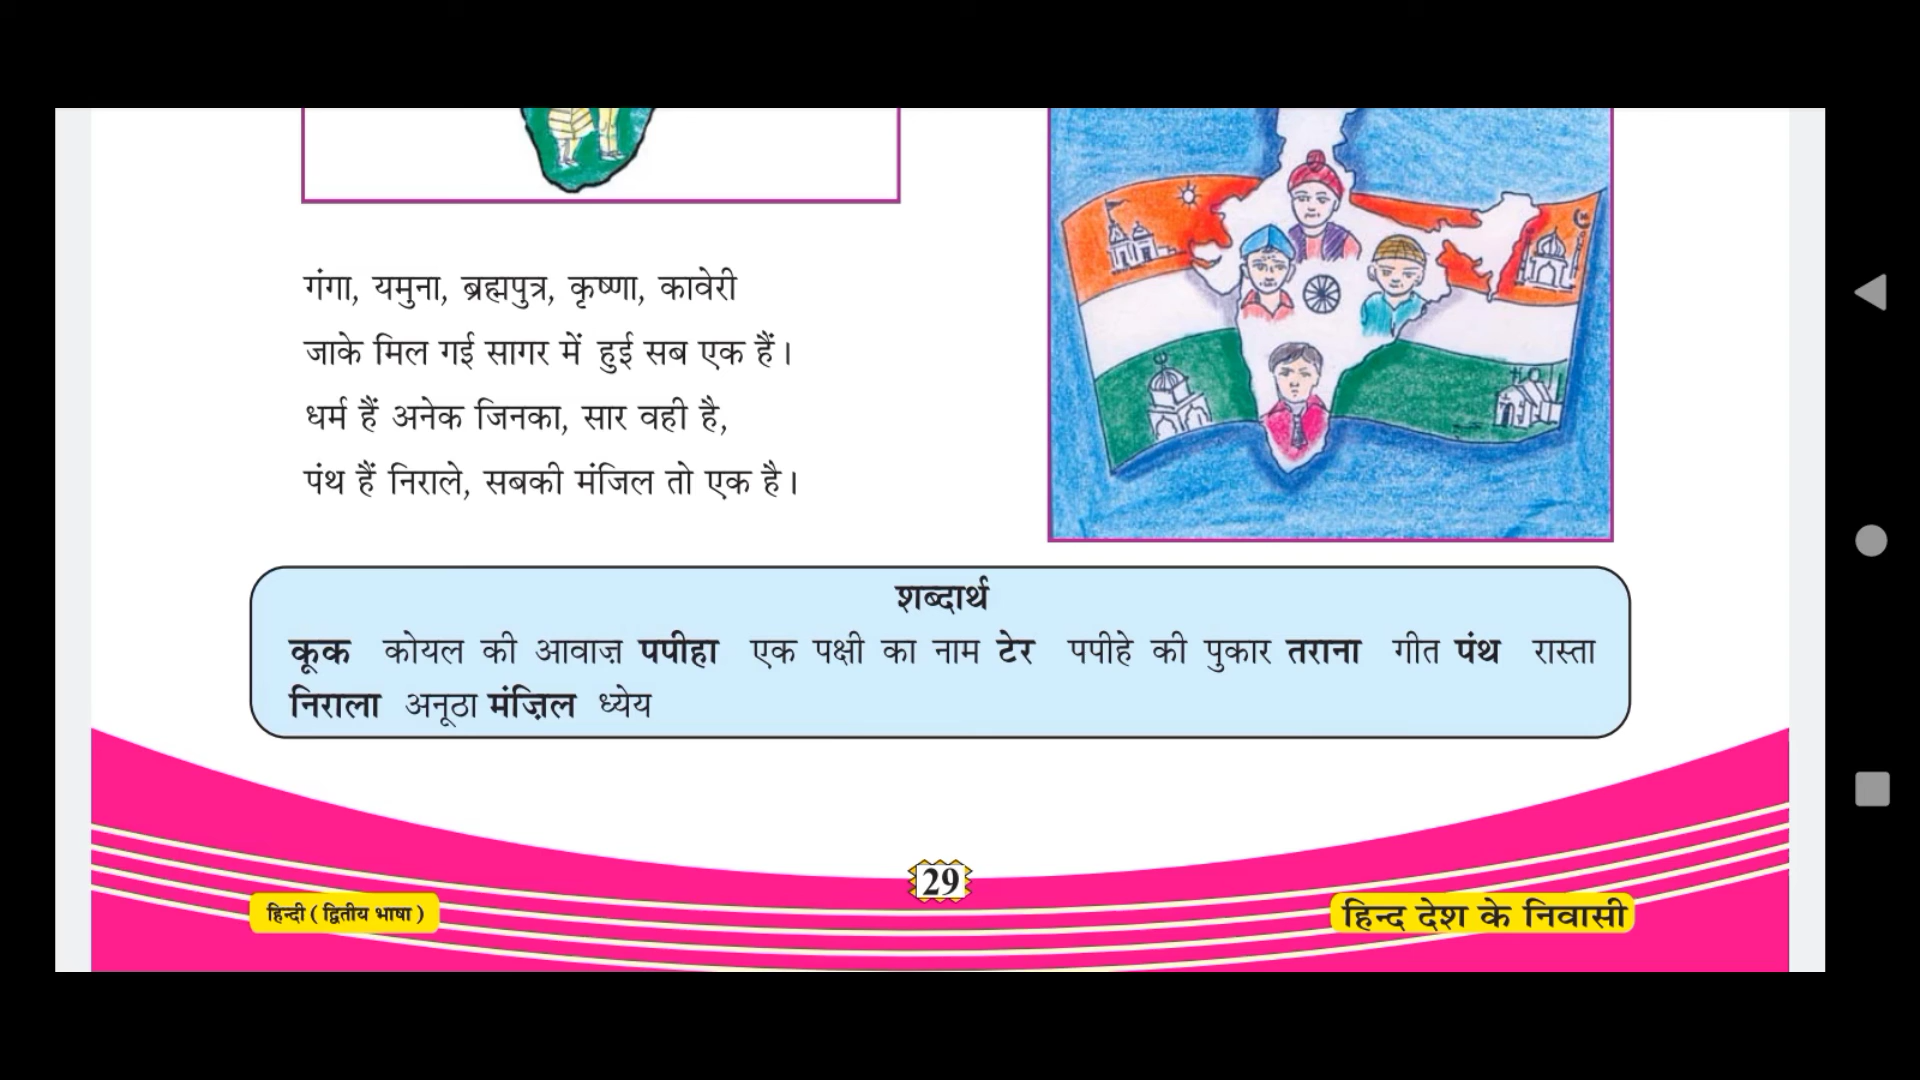 गंगा, यमुना, ब्रह्मपुत्र, कृष्णा, कावेरी
जाके मिल गई सागर में हुई सब एक हैं।
धर्म हैं अनेक जिनका, सार वही है,
पंथ हैं निराले, सबकी मंजिल तो एक है।
शब्दार्थ
कूक कोयल की आवाज़ पपीहा एक पक्षी का नाम टेर पपीहे की पुकार तराना गीत पंथ रास्ता
निराला अनूठा मंज़िल ध्येय
29
हिन्दी ( द्वितीय भाषा )
हिन्द देश के निवासी